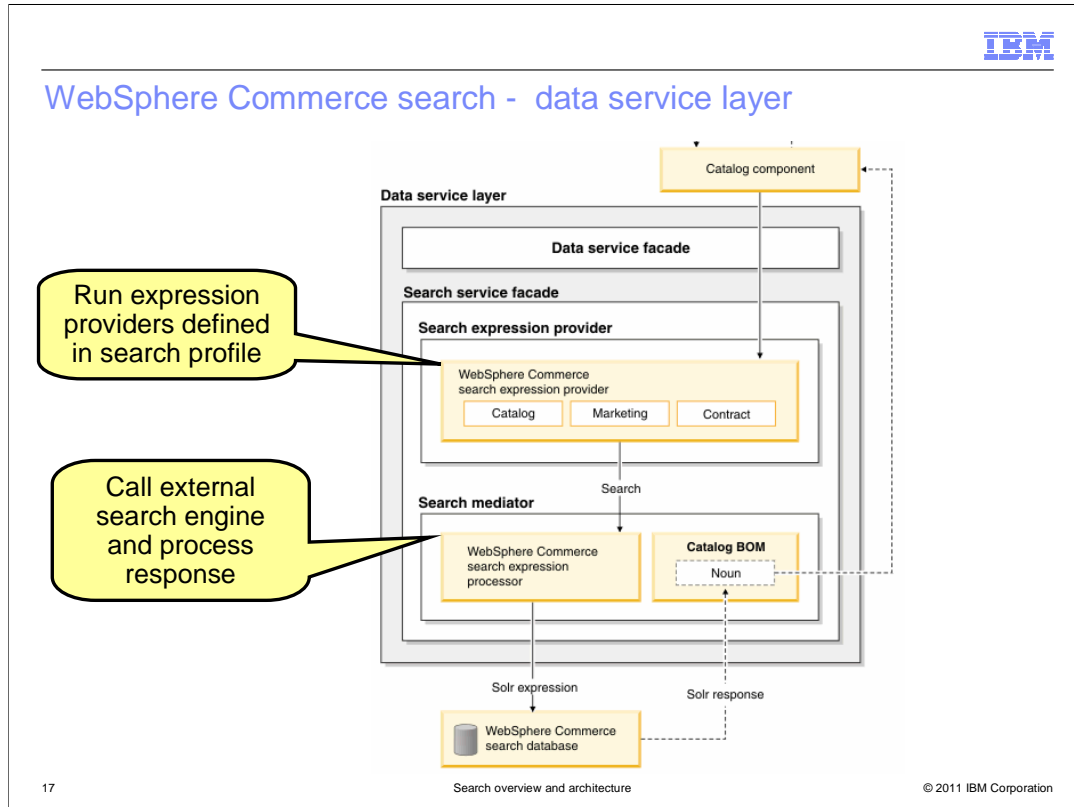 IBM
WebSphere Commerce search - data service layer
Catalog component
Data service layer
Data service facade
Run expression
providers defined
in search profile
Search service facade
Search expression provider
WebSphere Commerce
search expression provider
Catalog
Marketing
Contract
Search
Call external
search engine
and process
response
Search mediator
WebSphere Commerce
search expression
processor
Catalog BOM
Noun
Solr expression
Solr response
WebSphere Commerce
search database
17
Search overview and architecture
© 2011 IBM Corporation